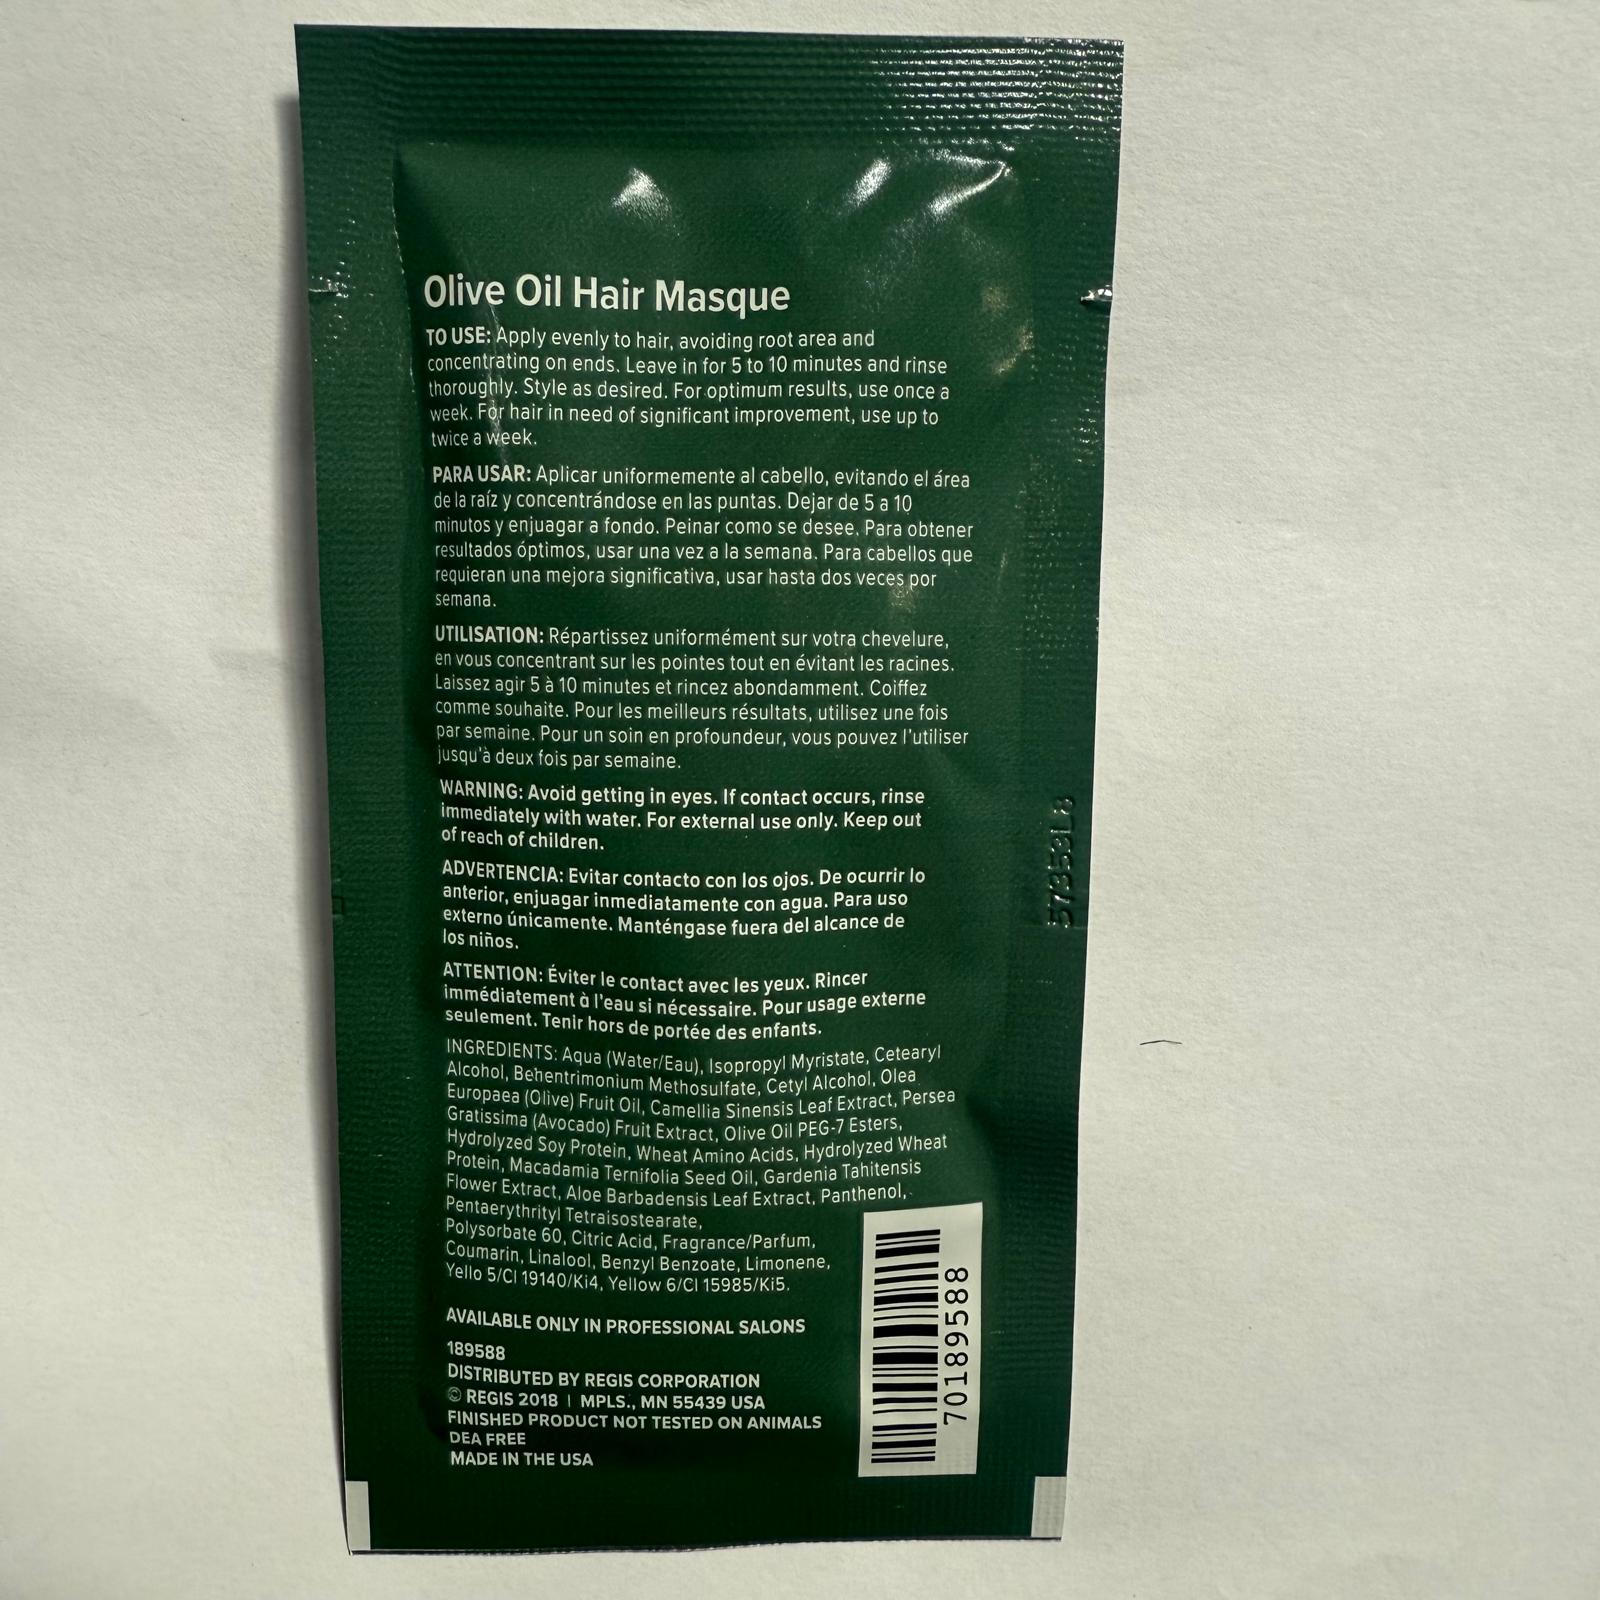 Olive Oil Hair Masque
TO USE: Apply evenly to hair, avoiding root area and
concentrating on ends. Leave in for 5 to 10 minutes and rinse
thoroughly. Style as desired. For optimum results, use once a
week. For hair in need of significant improvement, use up to
twice a week.
PARA USAR: Aplicar uniformemente al cabello, evitando el área
de la raíz y concentrándose en las puntas. Dejar de 5 a 10
minutos y enjuagar a fondo. Peinar como se desee. Para obtener
resultados óptimos, usar una vez a la semana. Para cabellos que
requieran una mejora significativa, usar hasta dos veces por
semana.
UTILISATION: Répartissez uniformément sur votra chevelure,
en vous concentrant sur les pointes tout en évitant les racines.
Laissez agir 5 à 10 minutes et rincez abondamment. Coiffez
comme souhaite. Pour les meilleurs résultats, utilisez une fois
par semaine. Pour un soin en profoundeur, vous pouvez l'utiliser
jusqu'à deux fois par semaine.
WARNING: Avoid getting in eyes. If contact occurs, rinse
immediately with water. For external use only. Keep out
of reach of children.
ADVERTENCIA: Evitar contacto con los ojos. De ocurrir lo
anterior, enjuagar inmediatamente con agua. Para uso
externo únicamente. Manténgase fuera del alcance de
los niños.
ATTENTION: Éviter le contact avec les yeux. Rincer
immédiatement à l'eau si nécessaire. Pour usage externe
seulement. Tenir hors de portée des enfants.
INGREDIENTS: Aqua (Water/Eau), Isopropyl Myristate, Cetearyl
Alcohol, Behentrimonium Methosulfate, Cetyl Alcohol, Olea
Europaea (Olive) Fruit Oil, Camellia Sinensis Leaf Extract, Persea
Gratissima (Avocado) Fruit Extract, Olive Oil PEG-7 Esters,
Hydrolyzed Soy Protein, Wheat Amino Acids, Hydrolyzed Wheat
Protein, Macadamia Ternifolia Seed Oil, Gardenia Tahitensis
Flower Extract, Aloe Barbadensis Leaf Extract, Panthenol,
Pentaerythrityl Tetraisostearate,
Polysorbate 60, Citric Acid, Fragrance/Parfum,
Coumarin, Linalool, Benzyl Benzoate, Limonene,
Yello 5/CI 19140/Ki4, Yellow 6/CI 15985/Ki5.
AVAILABLE ONLY IN PROFESSIONAL SALONS
189588
DISTRIBUTED BY REGIS CORPORATION
© REGIS 2018 | MPLS., MN 55439 USA
FINISHED PRODUCT NOT TESTED ON ANIMALS
DEA FREE
MADE IN THE USA
70189588
57353L8